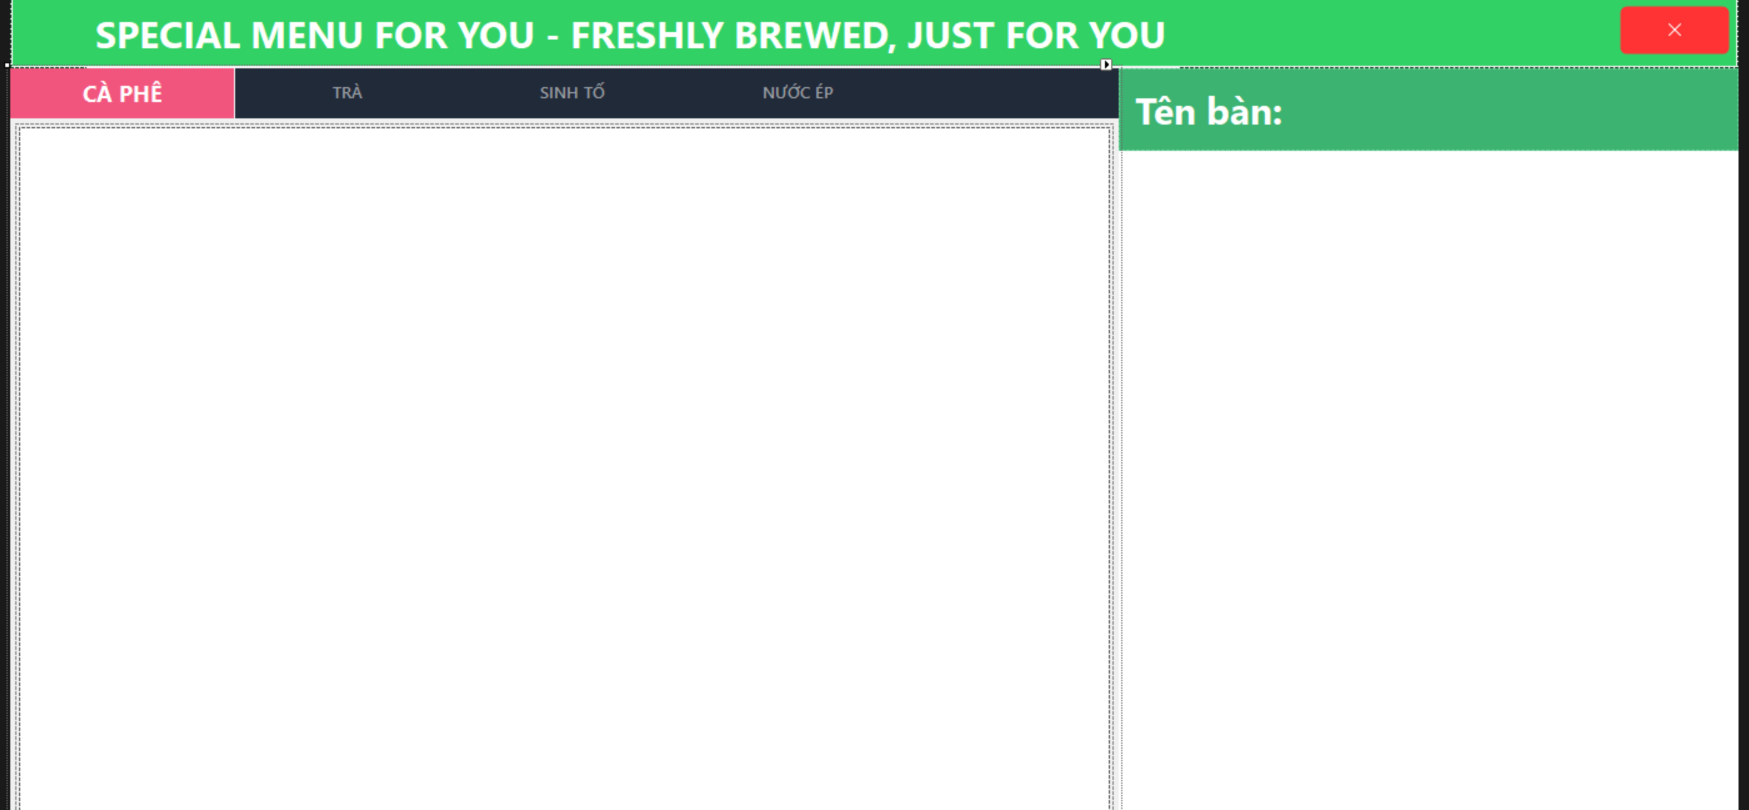 SPECIAL MENU FOR YOU - FRESHLY BREWED, JUST FOR YOU
CÀ PHÊ
TRÀ
SINH TỐ
NƯỚC ÉP
Tên bàn: